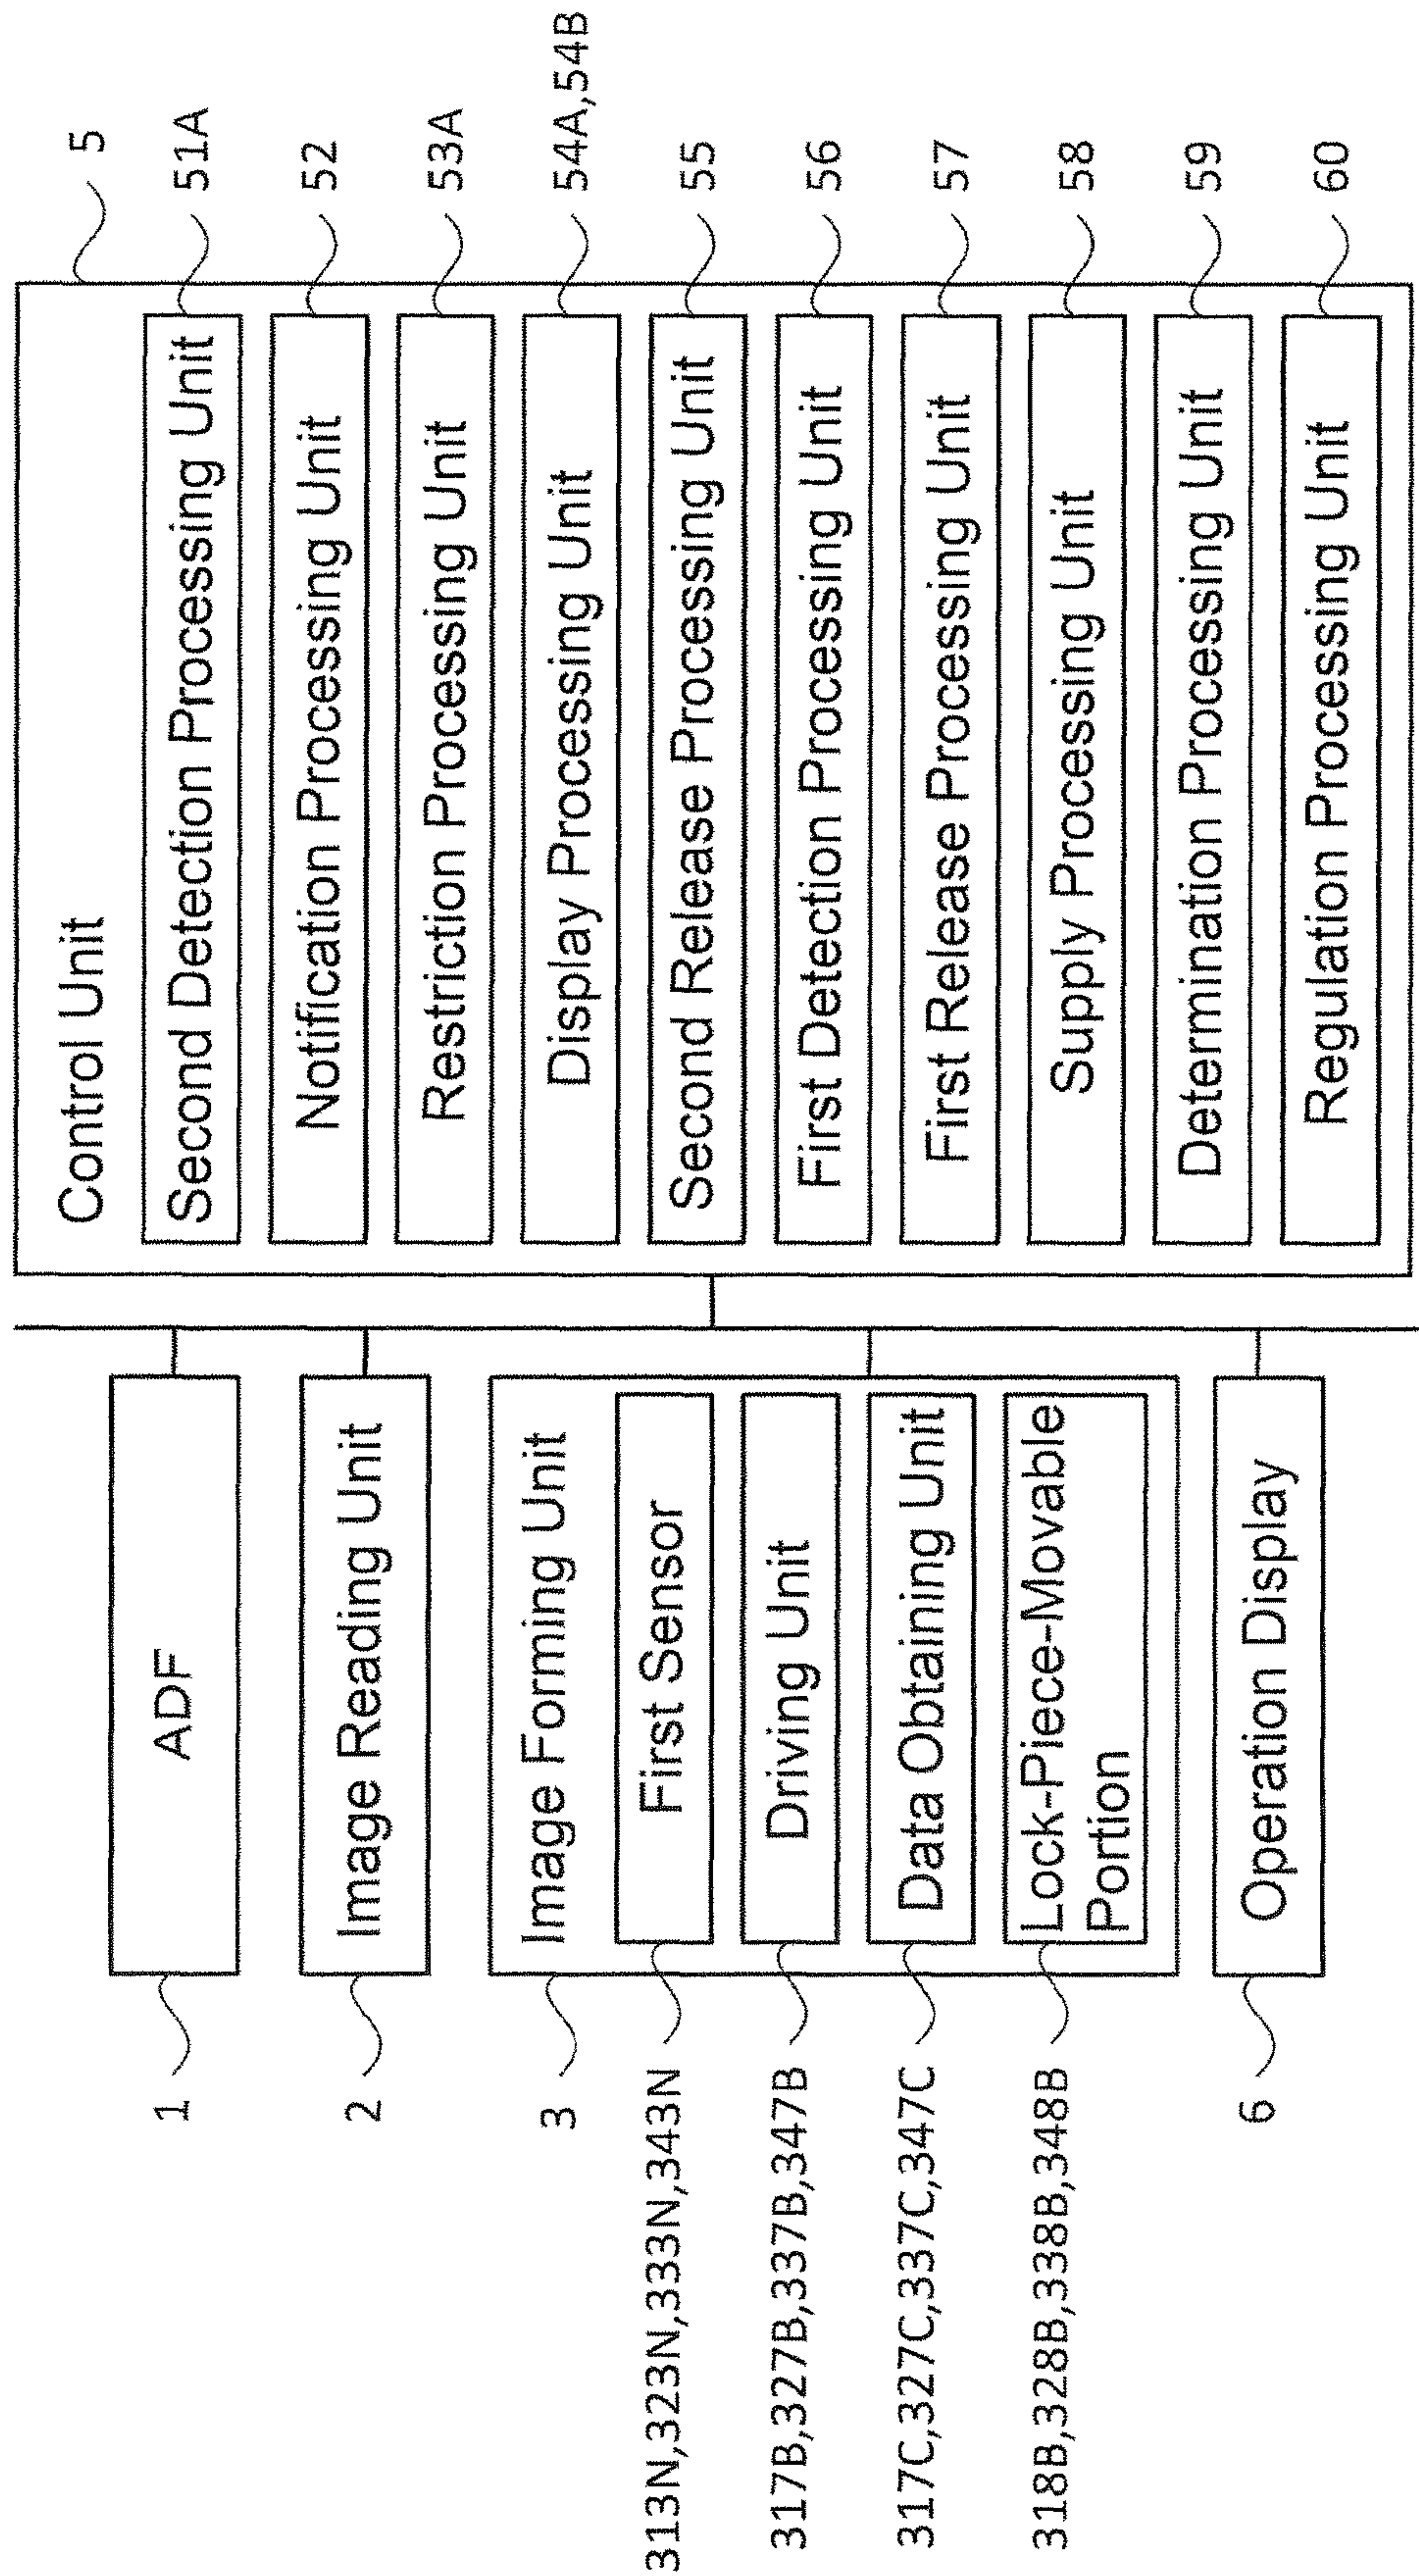 1
ADF
2
Image Reading Unit
3
Image Forming Unit
313N,323N,333N,343N
First Sensor
317B,327B,337B,347B
Driving Unit
317C,327C,337C,347C
Data Obtaining Unit
318B,328B,338B,348B
Lock-Piece-Movable
Portion
6
Operation Display
5
Control Unit
Second Detection Processing Unit
51A
Notification Processing Unit
52
Restriction Processing Unit
53A
Display Processing Unit
54A,54B
Second Release Processing Unit
55
First Detection Processing Unit
56
First Release Processing Unit
57
Supply Processing Unit
58
Determination Processing Unit
59
Regulation Processing Unit
60